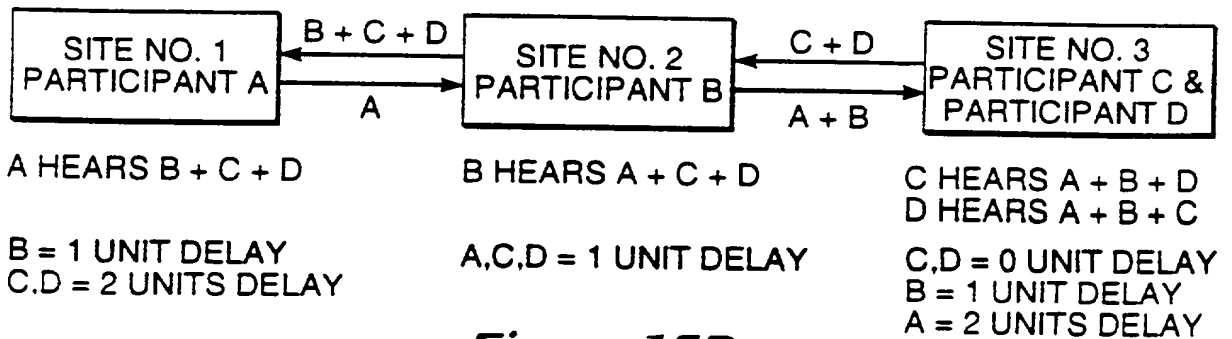 SITE NO. 1
PARTICIPANT A
B + C + D
A
SITE NO. 2
PARTICIPANT B
C + D
A + B
SITE NO. 3
PARTICIPANT C &
PARTICIPANT D
A HEARS B + C + D
B = 1 UNIT DELAY
C,D = 2 UNITS DELAY
B HEARS A + C + D
A,C,D = 1 UNIT DELAY
C HEARS A + B + D
D HEARS A + B + C
C,D = 0 UNIT DELAY
B = 1 UNIT DELAY
A = 2 UNITS DELAY